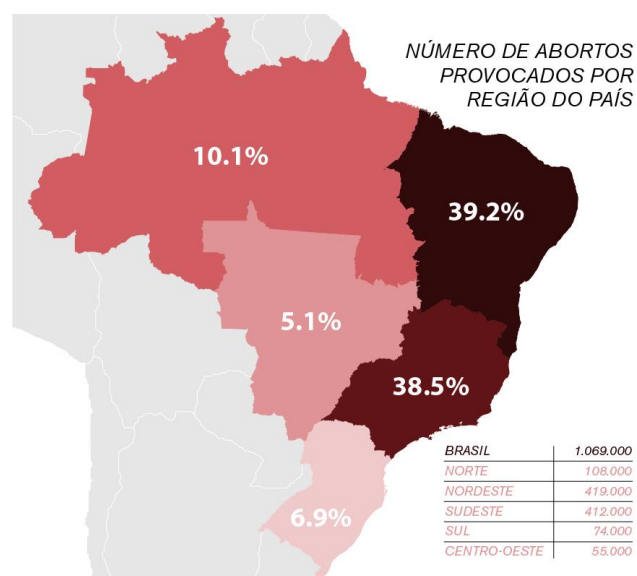 NÚMERO DE ABORTOS
PROVOCADOS POR
REGIÃO DO PAÍS
10.1%
39.2%
5.1%
38.5%
6.9%
BRASIL 1.069.000
NORTE 108.000
NORDESTE 419.000
SUDESTE 412.000
SUL 74.000
CENTRO-OESTE 55.000